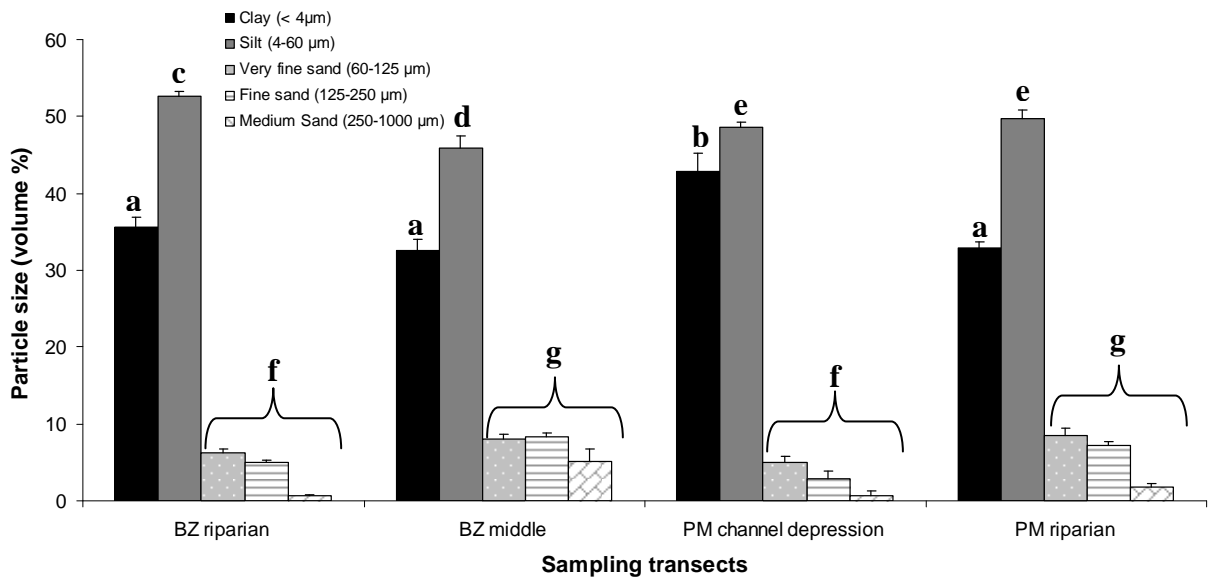 Clay (< 4µm)
Silt (4-60 µm)
Very fine sand (60-125 µm)
Fine sand (125-250 µm)
Medium Sand (250-1000 µm)
Particle size (volume %)
60
50
40
30
20
10
0
a
c
f
a
d
g
b
e
f
a
e
g
BZ riparian
BZ middle
PM channel depression
PM riparian
Sampling transects